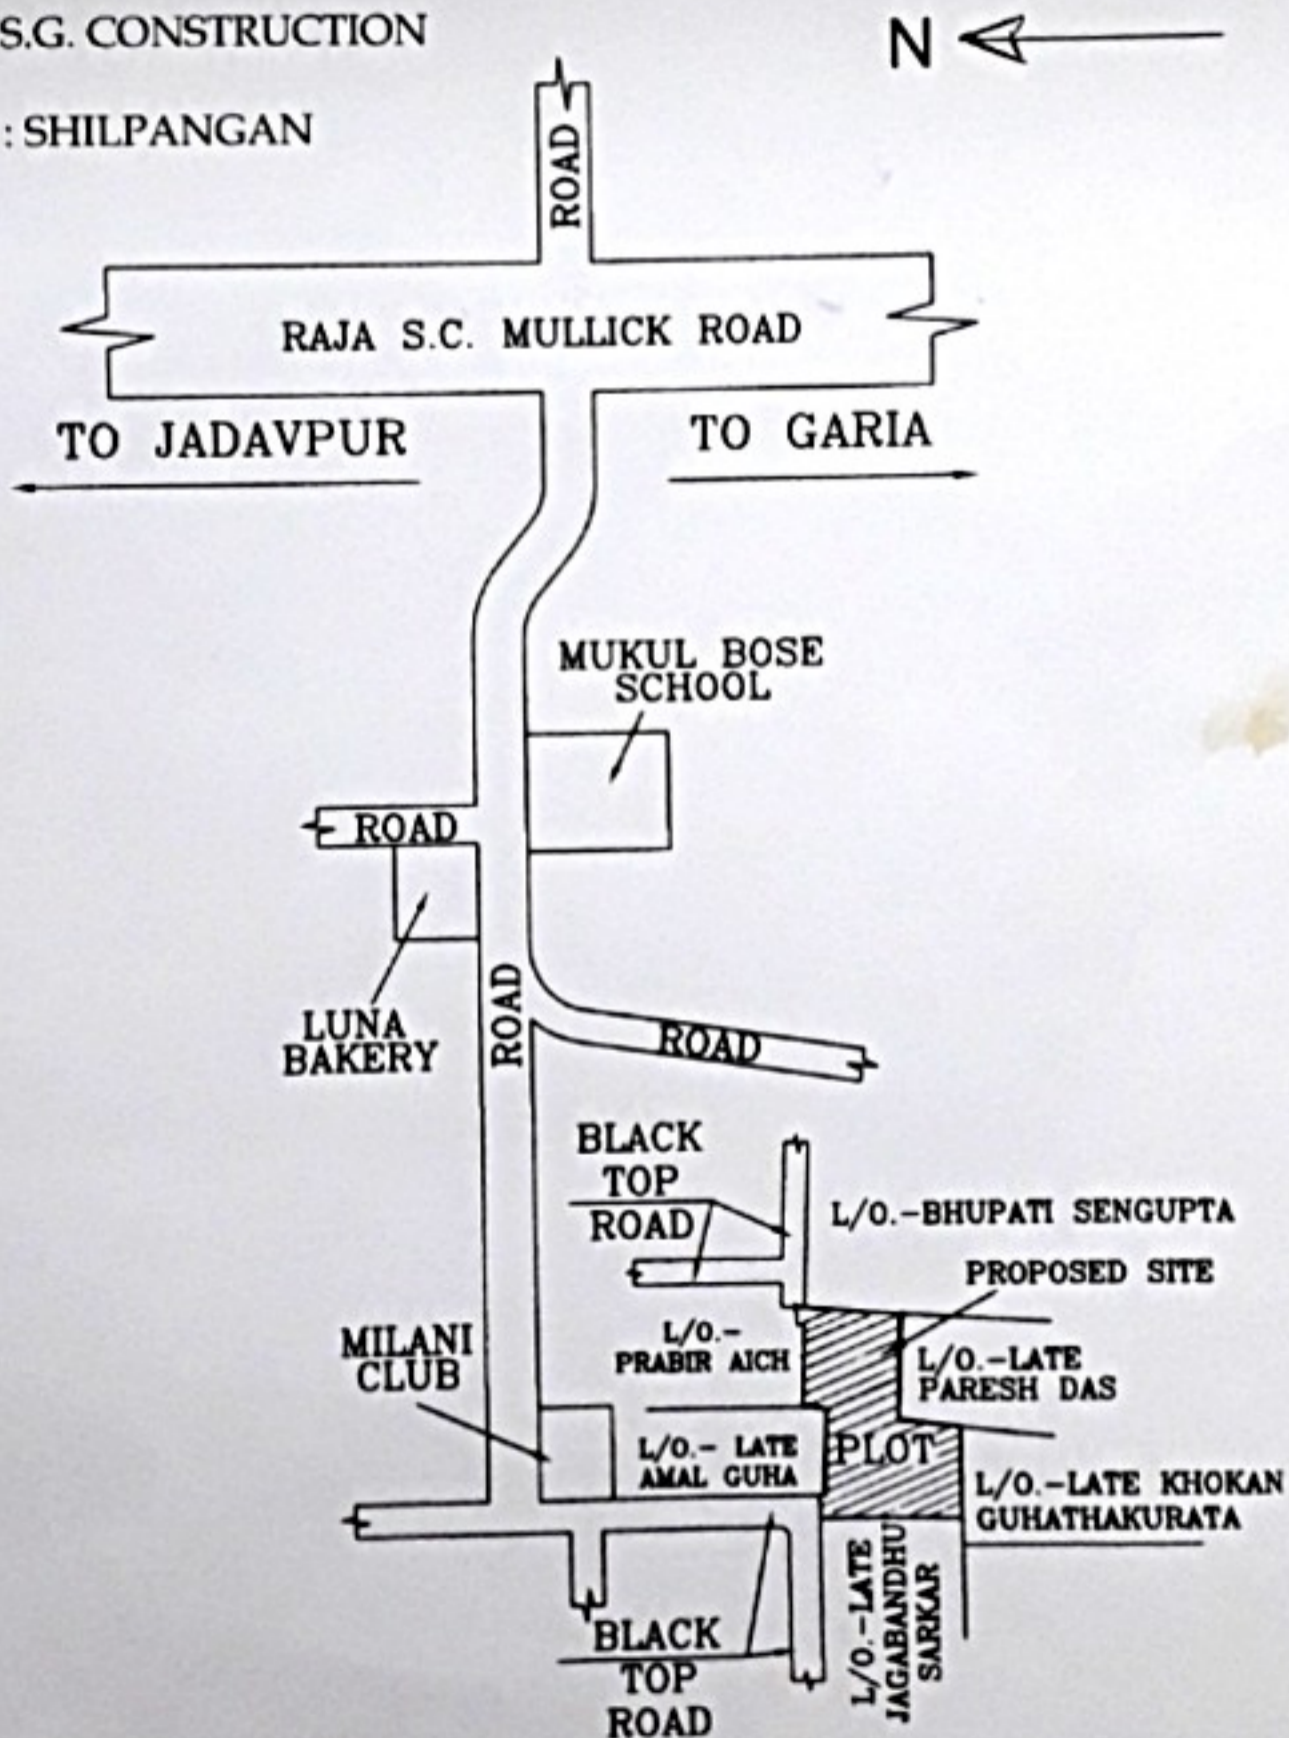 S.G. CONSTRUCTION
N
: SHILPANGAN
ROAD
RAJA S.C. MULLICK ROAD
TO JADAVPUR
TO GARIA
MUKUL BOSE
SCHOOL
ROAD
LUNA
BAKERY
ROAD
ROAD
BLACK
TOP
ROAD
L/O.-BHUPATI SENGUPTA
PROPOSED SITE
MILANI
CLUB
L/O.-
PRABIR AICH
L/O.-LATE
PARESH DAS
L/O.- LATE
AMAL GUHA
PLOT
L/O.-LATE KHOKAN
GUHATHAKURATA
L/O.-LATE
JAGABANDHU
SARKAR
BLACK
TOP
ROAD